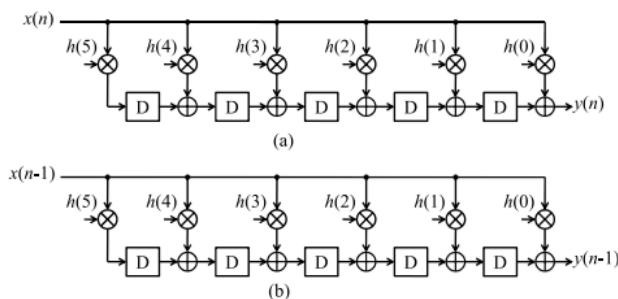 x(n)
h(5) h(4) h(3) h(2) h(1) h(0)
D D D D D y(n)
(a)
x(n-1)
h(5) h(4) h(3) h(2) h(1) h(0)
D D D D D y(n-1)
(b)